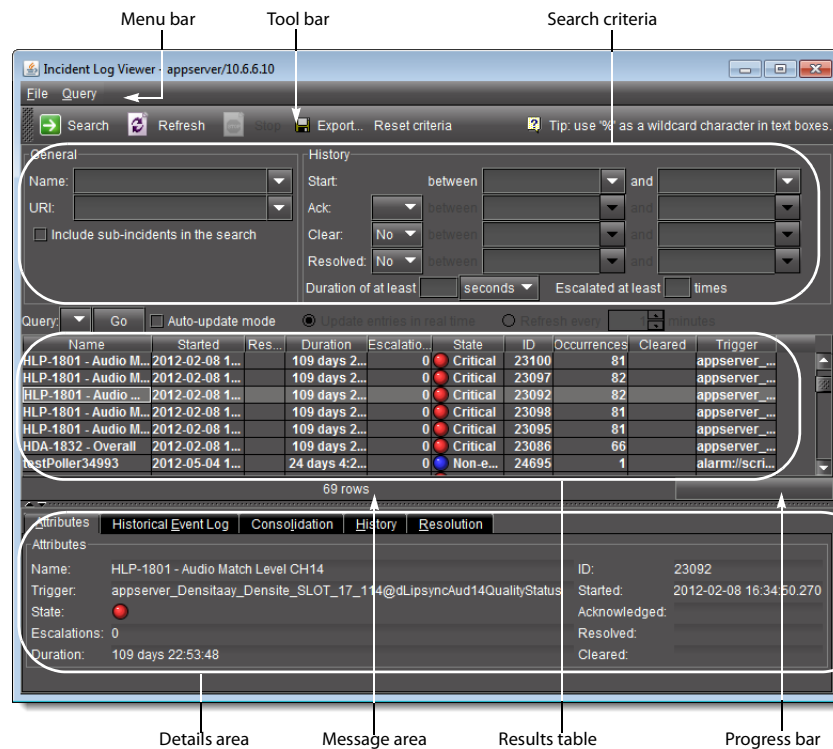 Menu bar Tool bar Search criteria
Incident Log Viewer - appserver/10.6.6.10
File Query
Search Refresh Stop Export... Reset criteria Tip: use '%' as a wildcard character in text boxes.
General History
Name: Start: between and
URI: Ack: between and
Include sub-incidents in the search Clear: No between and
Resolved: No between and
Duration of at least seconds Escalated at least times
Query: Go Auto-update mode Update entries in real time Refresh every 1 minutes
Name Started Res... Duration Escalatio... State ID Occurrences Cleared Trigger
HLP-1801 - Audio M... 2012-02-08 1... 109 days 2... 0 Critical 23100 81 appserver_...
HLP-1801 - Audio M... 2012-02-08 1... 109 days 2... 0 Critical 23097 82 appserver_...
HLP-1801 - Audio ... 2012-02-08 1... 109 days 2... 0 Critical 23092 82 appserver_...
HLP-1801 - Audio M... 2012-02-08 1... 109 days 2... 0 Critical 23098 81 appserver_...
HLP-1801 - Audio M... 2012-02-08 1... 109 days 2... 0 Critical 23095 81 appserver_...
HDA-1832 - Overall 2012-02-08 1... 109 days 2... 0 Critical 23086 66 appserver_...
testPoller34993 2012-05-04 1... 24 days 4:2... 0 Non-e... 24695 1 alarm://scri...
69 rows
Attributes Historical Event Log Consolidation History Resolution
Attributes
Name: HLP-1801 - Audio Match Level CH14 ID: 23092
Trigger: appserver_Densitaay_Densite_SLOT_17_114@dLipsyncAud14QualityStatus Started: 2012-02-08 16:34:50.270
State: Acknowledged:
Escalations: 0 Resolved:
Duration: 109 days 22:53:48 Cleared:
Details area Message area Results table Progress bar